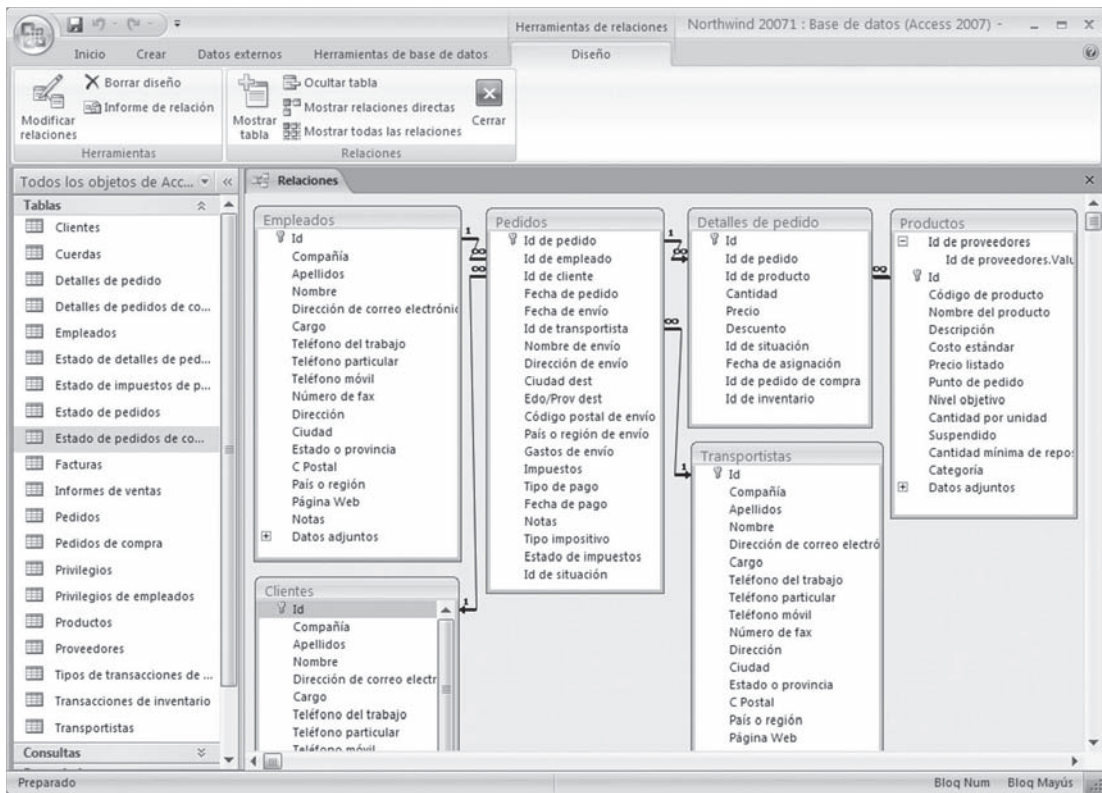 Herramientas de relaciones
Northwind 20071 : Base de datos (Access 2007) -
Inicio
Crear
Datos externos
Herramientas de base de datos
Diseño
Modificar relaciones
Borrar diseño
Informe de relación
Herramientas
Mostrar tabla
Ocultar tabla
Mostrar relaciones directas
Mostrar todas las relaciones
Cerrar
Relaciones
Todos los objetos de Acc...
Tablas
Clientes
Cuerdas
Detalles de pedido
Detalles de pedidos de co...
Empleados
Estado de detalles de ped...
Estado de impuestos de p...
Estado de pedidos
Estado de pedidos de co...
Facturas
Informes de ventas
Pedidos
Pedidos de compra
Privilegios
Privilegios de empleados
Productos
Proveedores
Tipos de transacciones de ...
Transacciones de inventario
Transportistas
Consultas
Relaciones
Empleados
Id
Compañía
Apellidos
Nombre
Dirección de correo electrónic
Cargo
Teléfono del trabajo
Teléfono particular
Teléfono móvil
Número de fax
Dirección
Ciudad
Estado o provincia
C Postal
País o región
Página Web
Notas
Datos adjuntos
1
∞
∞
Clientes
Id
Compañía
Apellidos
Nombre
Dirección de correo electr
Cargo
Teléfono del trabajo
Teléfono particular
Teléfono móvil
1
Pedidos
Id de pedido
Id de empleado
Id de cliente
Fecha de pedido
Fecha de envío
Id de transportista
Nombre de envío
Dirección de envío
Ciudad dest
Edo/Prov dest
Código postal de envío
País o región de envío
Gastos de envío
Impuestos
Tipo de pago
Fecha de pago
Notas
Tipo impositivo
Estado de impuestos
Id de situación
1
∞
∞
1
Detalles de pedido
Id
Id de pedido
Id de producto
Cantidad
Precio
Descuento
Id de situación
Fecha de asignación
Id de pedido de compra
Id de inventario
∞
Transportistas
Id
Compañía
Apellidos
Nombre
Dirección de correo electró
Cargo
Teléfono del trabajo
Teléfono particular
Teléfono móvil
Número de fax
Dirección
Ciudad
Estado o provincia
C Postal
País o región
Página Web
Productos
Id de proveedores
Id de proveedores.Valu
Id
Código de producto
Nombre del producto
Descripción
Costo estándar
Precio listado
Punto de pedido
Nivel objetivo
Cantidad por unidad
Suspendido
Cantidad mínima de repo
Categoría
Datos adjuntos
Preparado
Bloq Num
Bloq Mayús